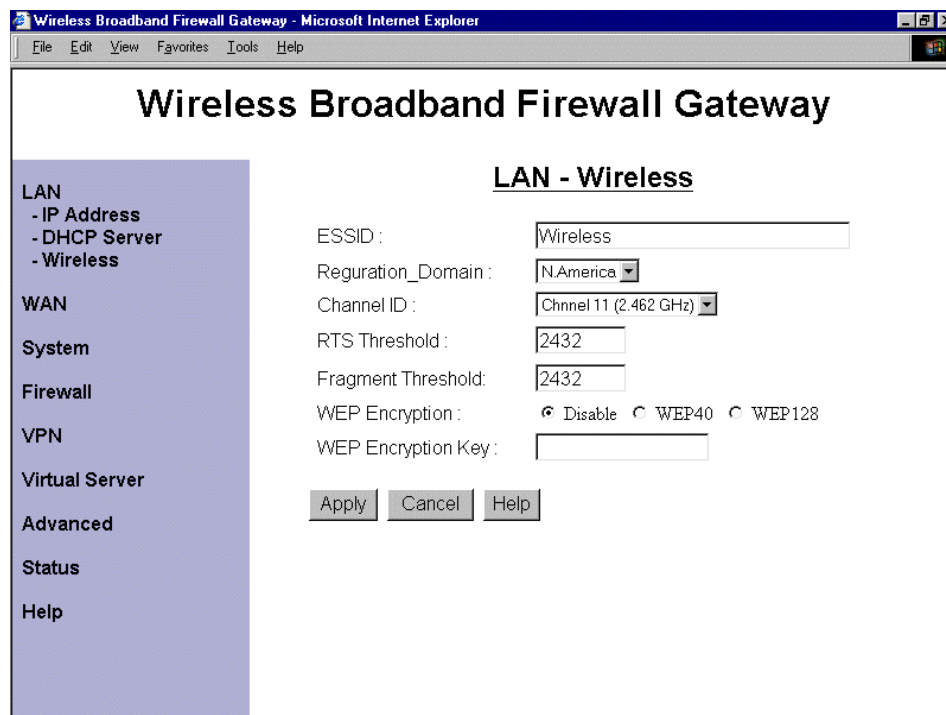 Wireless Broadband Firewall Gateway - Microsoft Internet Explorer
File Edit View Favorites Tools Help
Wireless Broadband Firewall Gateway
LAN
- IP Address
- DHCP Server
- Wireless
WAN
System
Firewall
VPN
Virtual Server
Advanced
Status
Help
LAN - Wireless
ESSID : Wireless
Reguration_Domain : N.America
Channel ID : Chnnel 11 (2.462 GHz)
RTS Threshold : 2432
Fragment Threshold: 2432
WEP Encryption : Disable WEP40 WEP128
WEP Encryption Key :
Apply Cancel Help